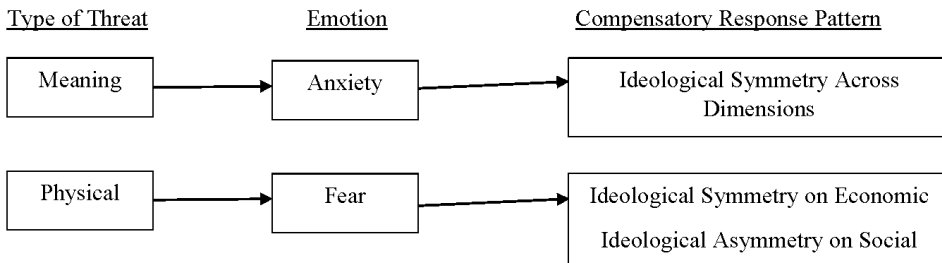 Type of Threat
Emotion
Compensatory Response Pattern
Meaning
Anxiety
Ideological Symmetry Across
Dimensions
Physical
Fear
Ideological Symmetry on Economic
Ideological Asymmetry on Social